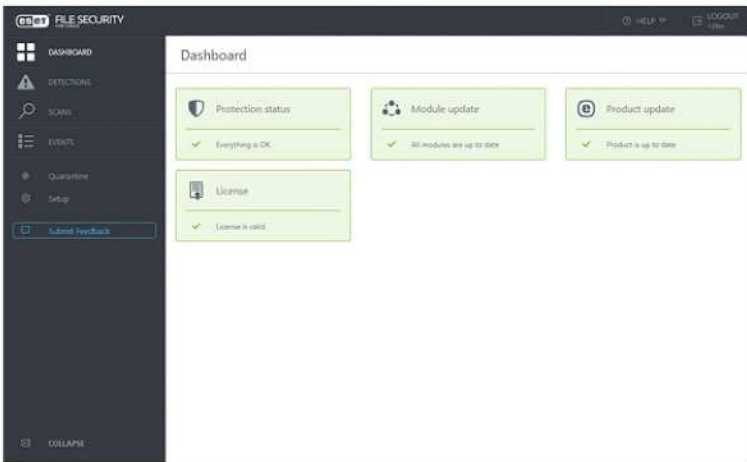 eset FILE SECURITY
HELP
LOGOUT
DASHBOARD
Dashboard
DETECTIONS
SCANS
EVENTS
Quarantine
Setup
Submit Feedback
COLLAPSE
Protection status
Everything is OK
Module update
All modules are up to date
Product update
Product is up to date
License
License is valid